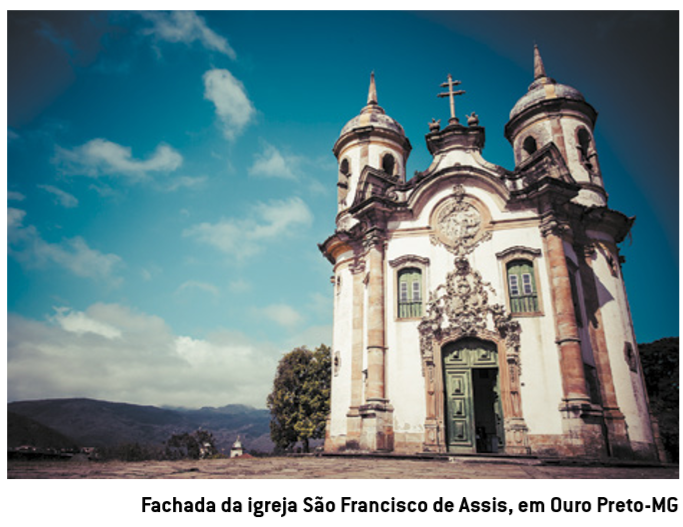 Fachada da igreja São Francisco de Assis, em Ouro Preto-MG